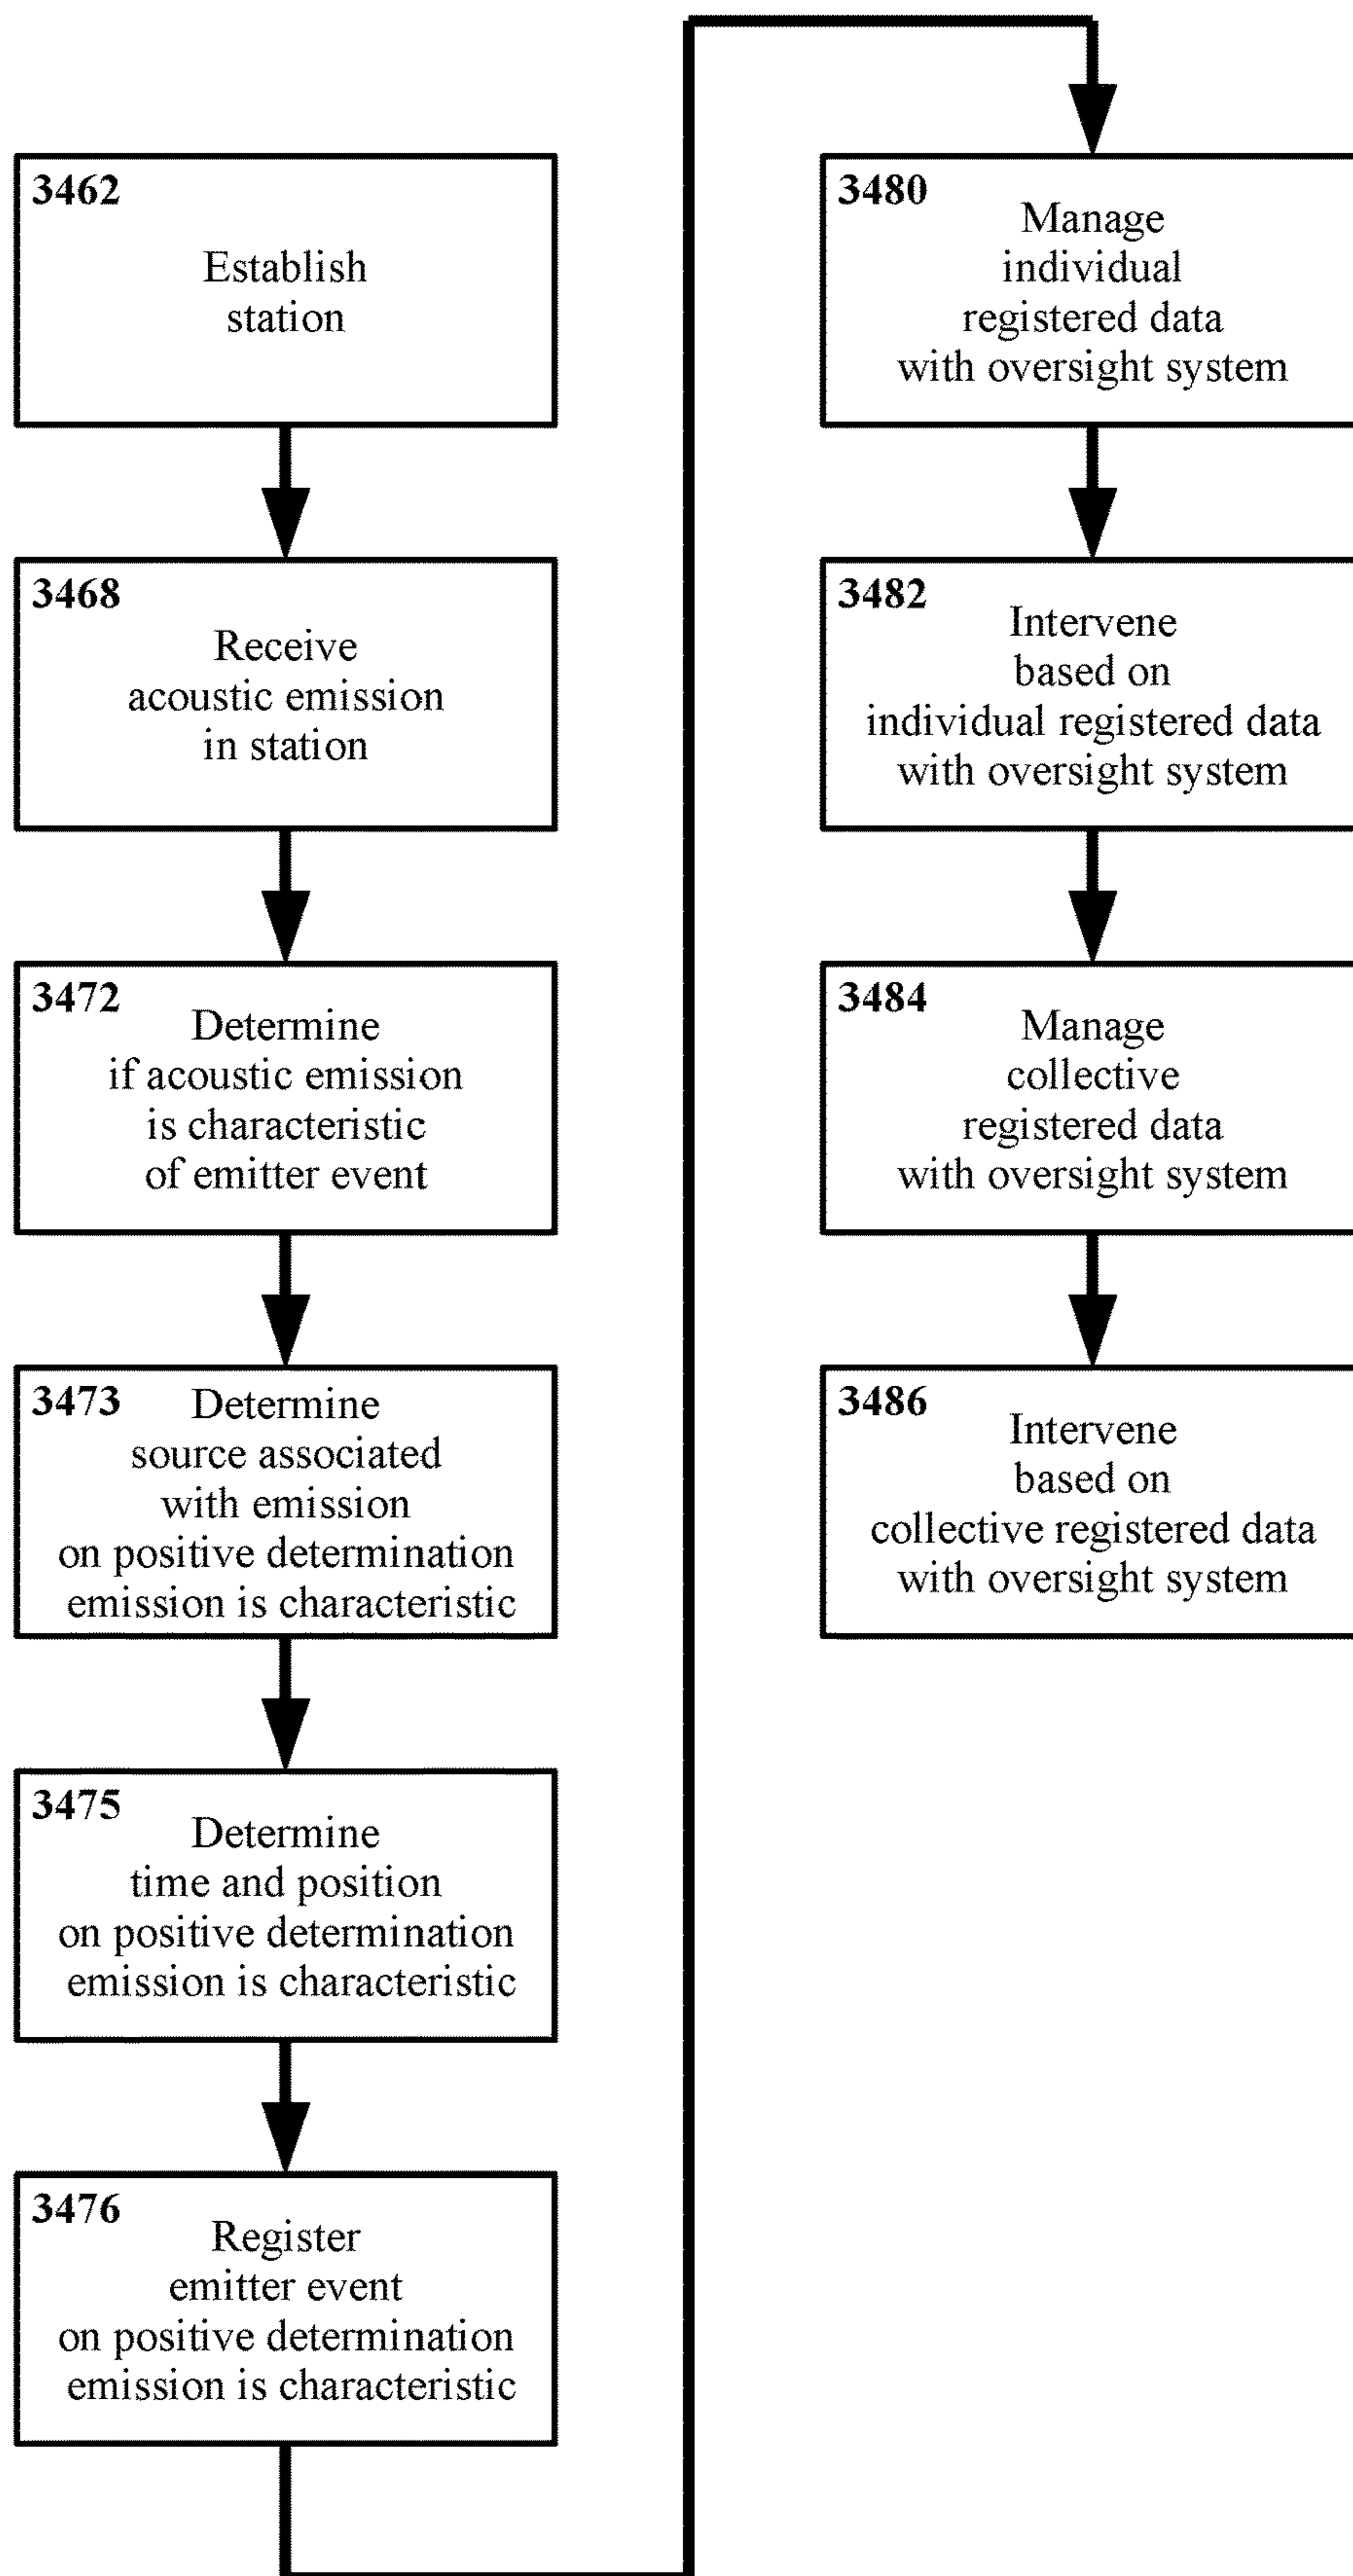 3462
Establish
station
3468
Receive
acoustic emission
in station
3472
Determine
if acoustic emission
is characteristic
of emitter event
3473
Determine
source associated
with emission
on positive determination
emission is characteristic
3475
Determine
time and position
on positive determination
emission is characteristic
3476
Register
emitter event
on positive determination
emission is characteristic
3480
Manage
individual
registered data
with oversight system
3482
Intervene
based on
individual registered data
with oversight system
3484
Manage
collective
registered data
with oversight system
3486
Intervene
based on
collective registered data
with oversight system